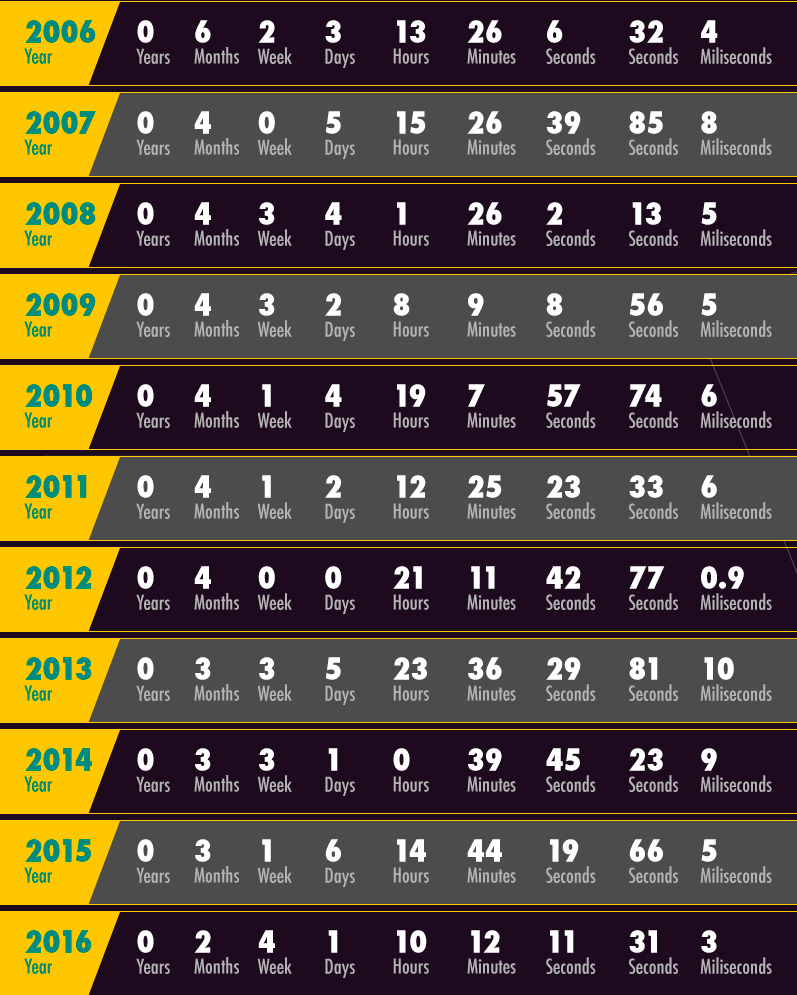 2006 0 6 2 3 13 26 6 32 4
Year Years Months Week Days Hours Minutes Seconds Seconds Miliseconds
2007 0 4 0 5 15 26 39 85 8
Year Years Months Week Days Hours Minutes Seconds Seconds Miliseconds
2008 0 4 3 4 1 26 2 13 5
Year Years Months Week Days Hours Minutes Seconds Seconds Miliseconds
2009 0 4 3 2 8 9 8 56 5
Year Years Months Week Days Hours Minutes Seconds Seconds Miliseconds
2010 0 4 1 4 19 7 57 74 6
Year Years Months Week Days Hours Minutes Seconds Seconds Miliseconds
2011 0 4 1 2 12 25 23 33 6
Year Years Months Week Days Hours Minutes Seconds Seconds Miliseconds
2012 0 4 0 0 21 11 42 77 0.9
Year Years Months Week Days Hours Minutes Seconds Seconds Miliseconds
2013 0 3 3 5 23 36 29 81 10
Year Years Months Week Days Hours Minutes Seconds Seconds Miliseconds
2014 0 3 3 1 0 39 45 23 9
Year Years Months Week Days Hours Minutes Seconds Seconds Miliseconds
2015 0 3 1 6 14 44 19 66 5
Year Years Months Week Days Hours Minutes Seconds Seconds Miliseconds
2016 0 2 4 1 10 12 11 31 3
Year Years Months Week Days Hours Minutes Seconds Seconds Miliseconds